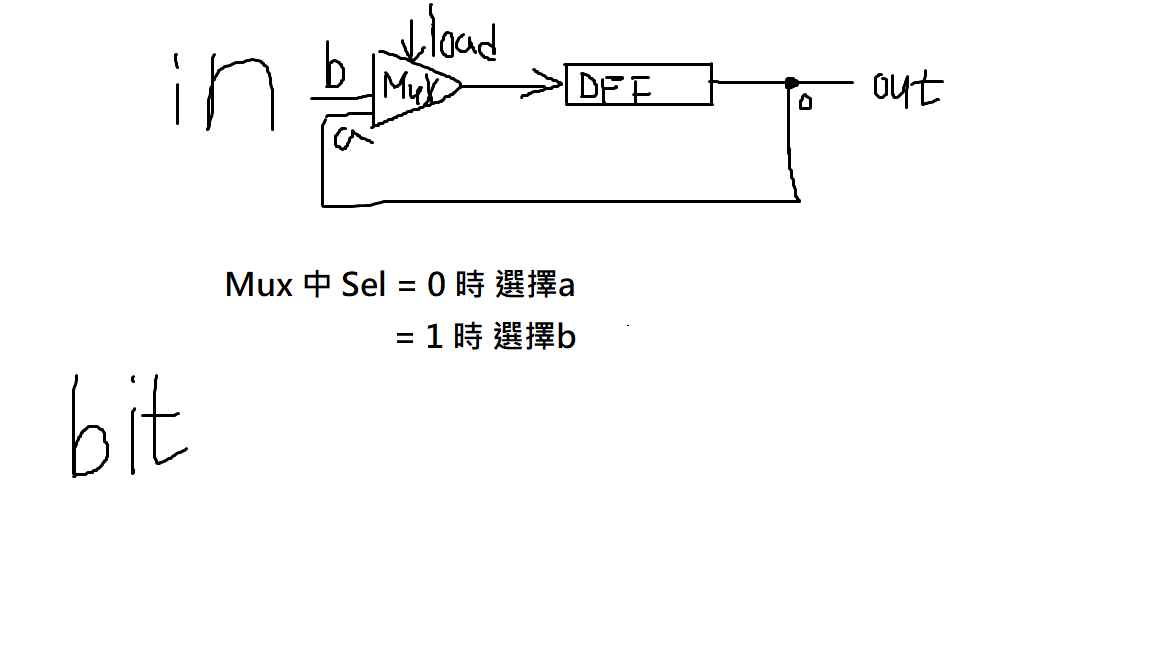 load
in b Mux DFF out
a o
Mux 中 Sel = 0 時 選擇a
= 1 時 選擇b
bit